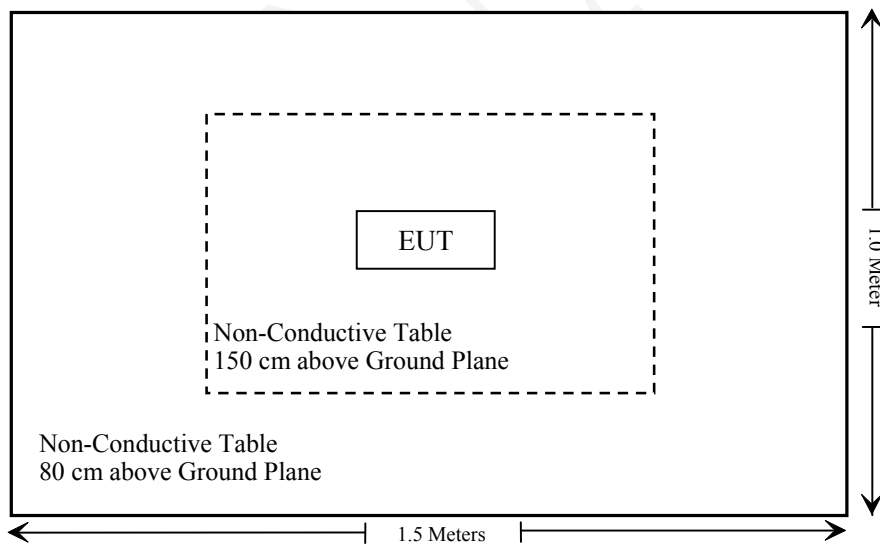 EUT
Non-Conductive Table
150 cm above Ground Plane
Non-Conductive Table
80 cm above Ground Plane
1.0 Meter
1.5 Meters